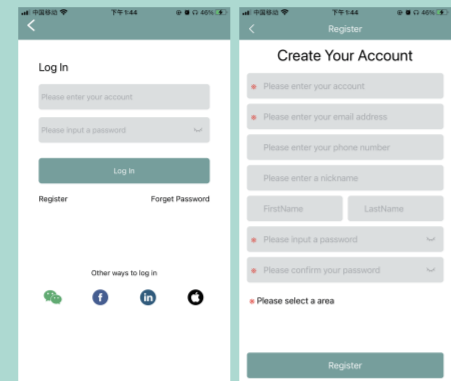 中国移动 下午1:44 46%
Log In
Please enter your account
Please input a password
Log In
Register Forget Password
Other ways to log in
f in
中国移动 下午1:44 46%
Register
Create Your Account
Please enter your account
Please enter your email address
Please enter your phone number
Please enter a nickname
FirstName LastName
Please input a password
Please confirm your password
Please select a area
Register